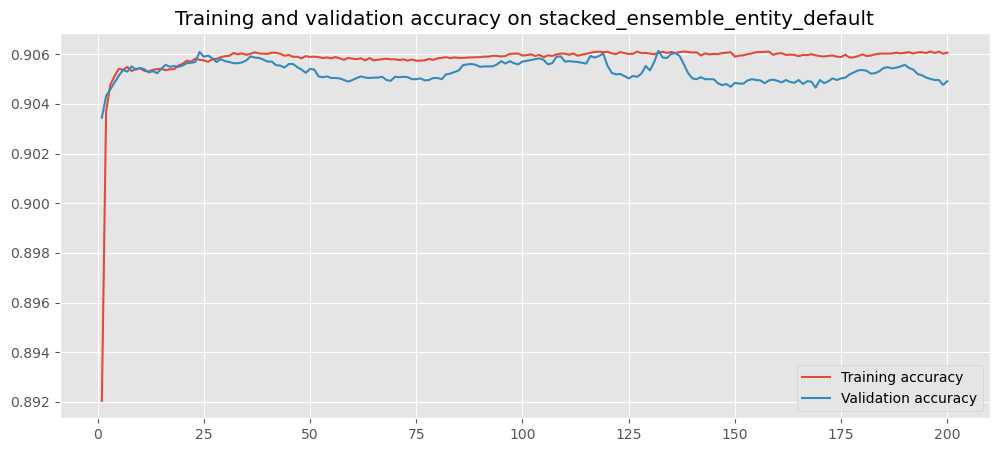 Training and validation accuracy on stacked_ensemble_entity_default
0.906
0.904
0.902
0.900
0.898
0.896
0.894
0.892
Training accuracy
Validation accuracy
0 25 50 75 100 125 150 175 200